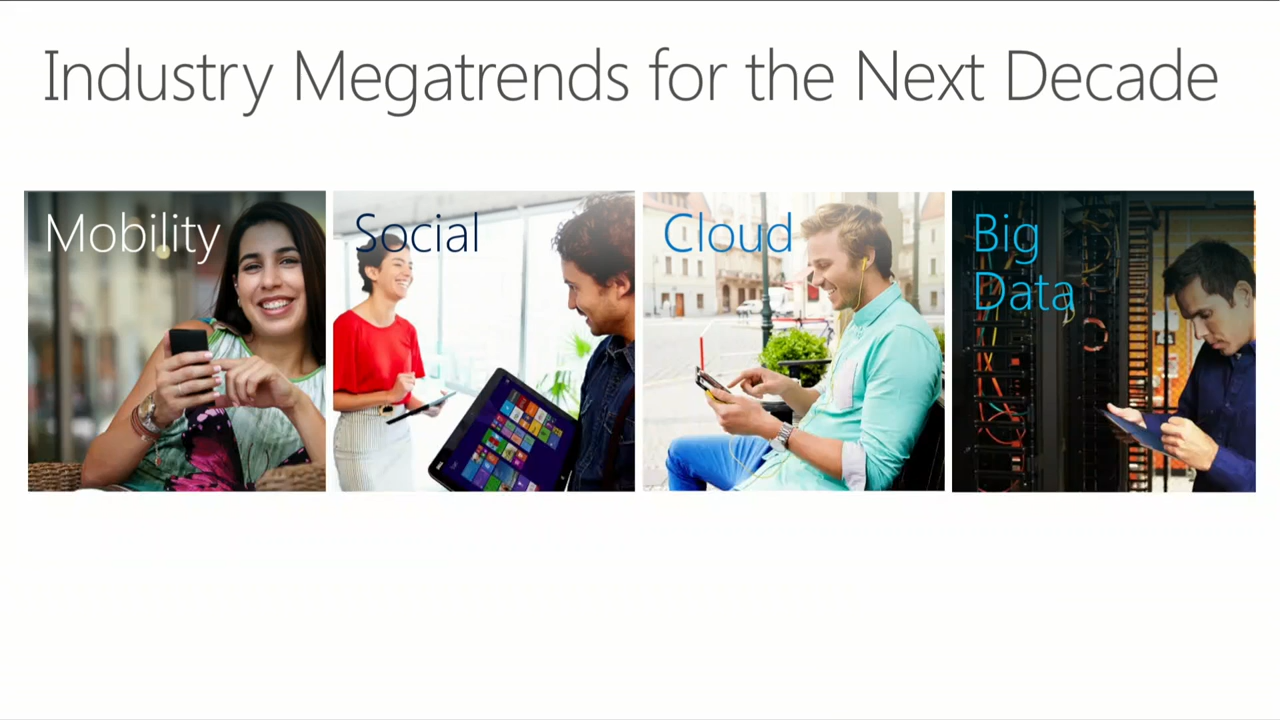 Industry Megatrends for the Next Decade
Mobility
Social
Cloud
Big
Data